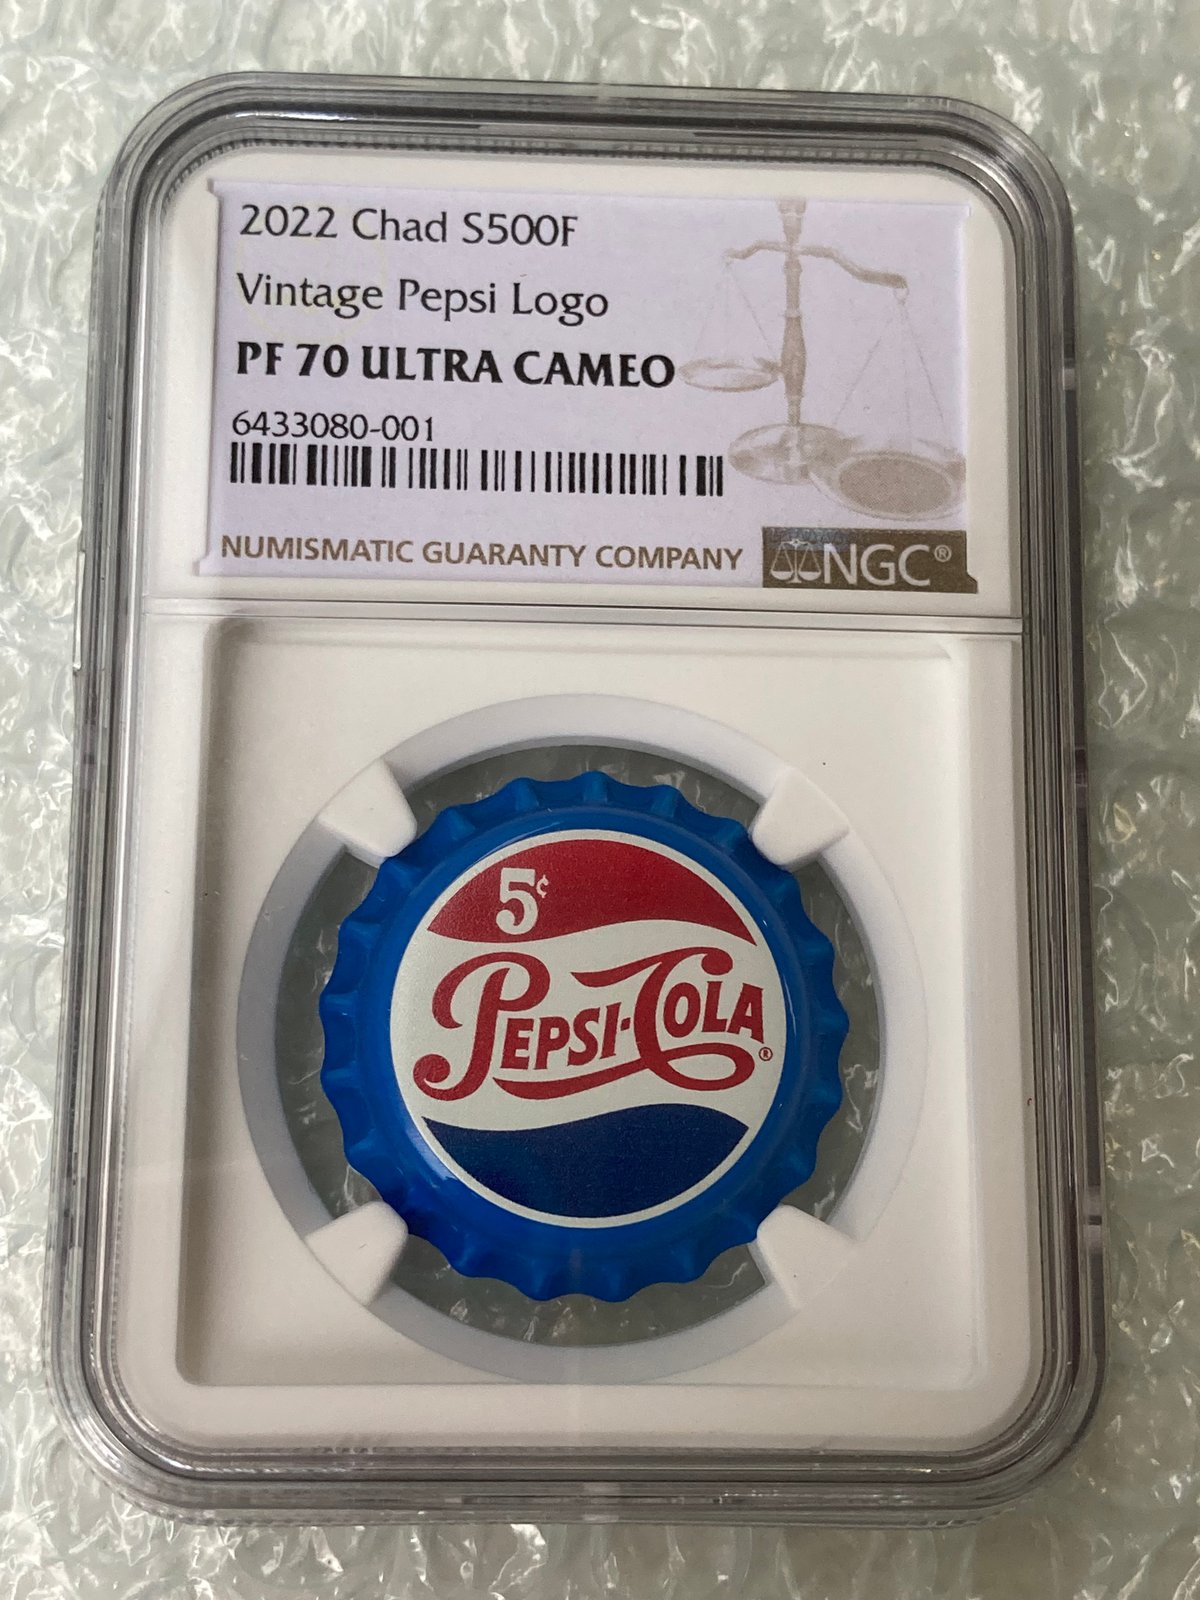 2022 Chad S500F
Vintage Pepsi Logo
PF 70 ULTRA CAMEO
6433080-001
NUMISMATIC GUARANTY COMPANY
NGC®
5¢
PEPSI-COLA®